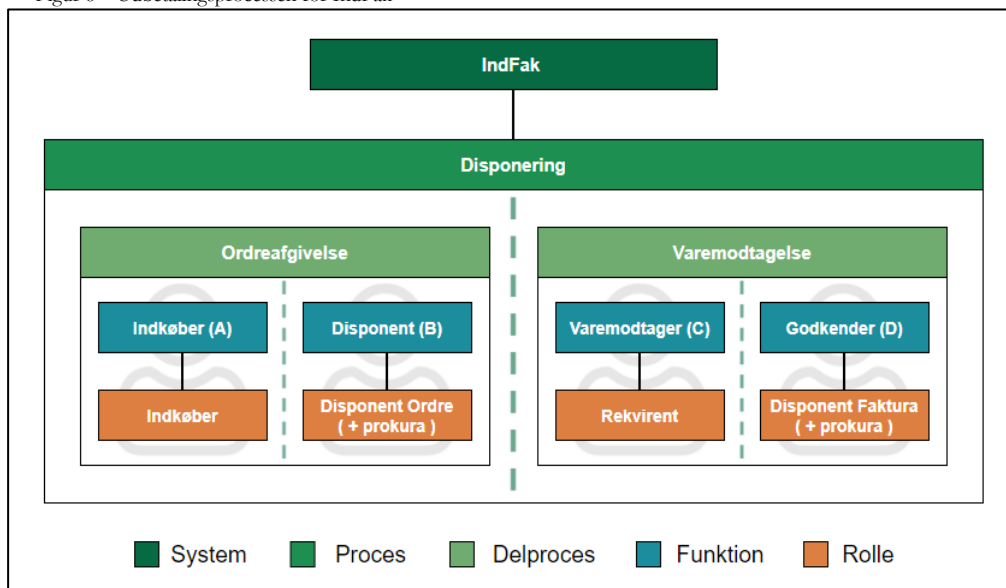 IndFak
Disponering
Ordreafgivelse
Varemodtagelse
Indkøber (A)
Disponent (B)
Varemodtager (C)
Godkender (D)
Indkøber
Disponent Ordre
( + prokura )
Rekvirent
Disponent Faktura
( + prokura )
System
Proces
Delproces
Funktion
Rolle